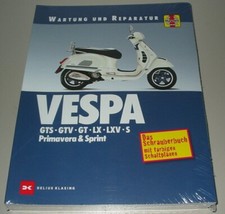 WARTUNG UND REPARATUR
VESPA
GTS · GTV · GT · LX · LXV · S
Primavera & Sprint
Das
Schrauberbuch
mit farbigen
Schaltplänen
DELIUS KLASING